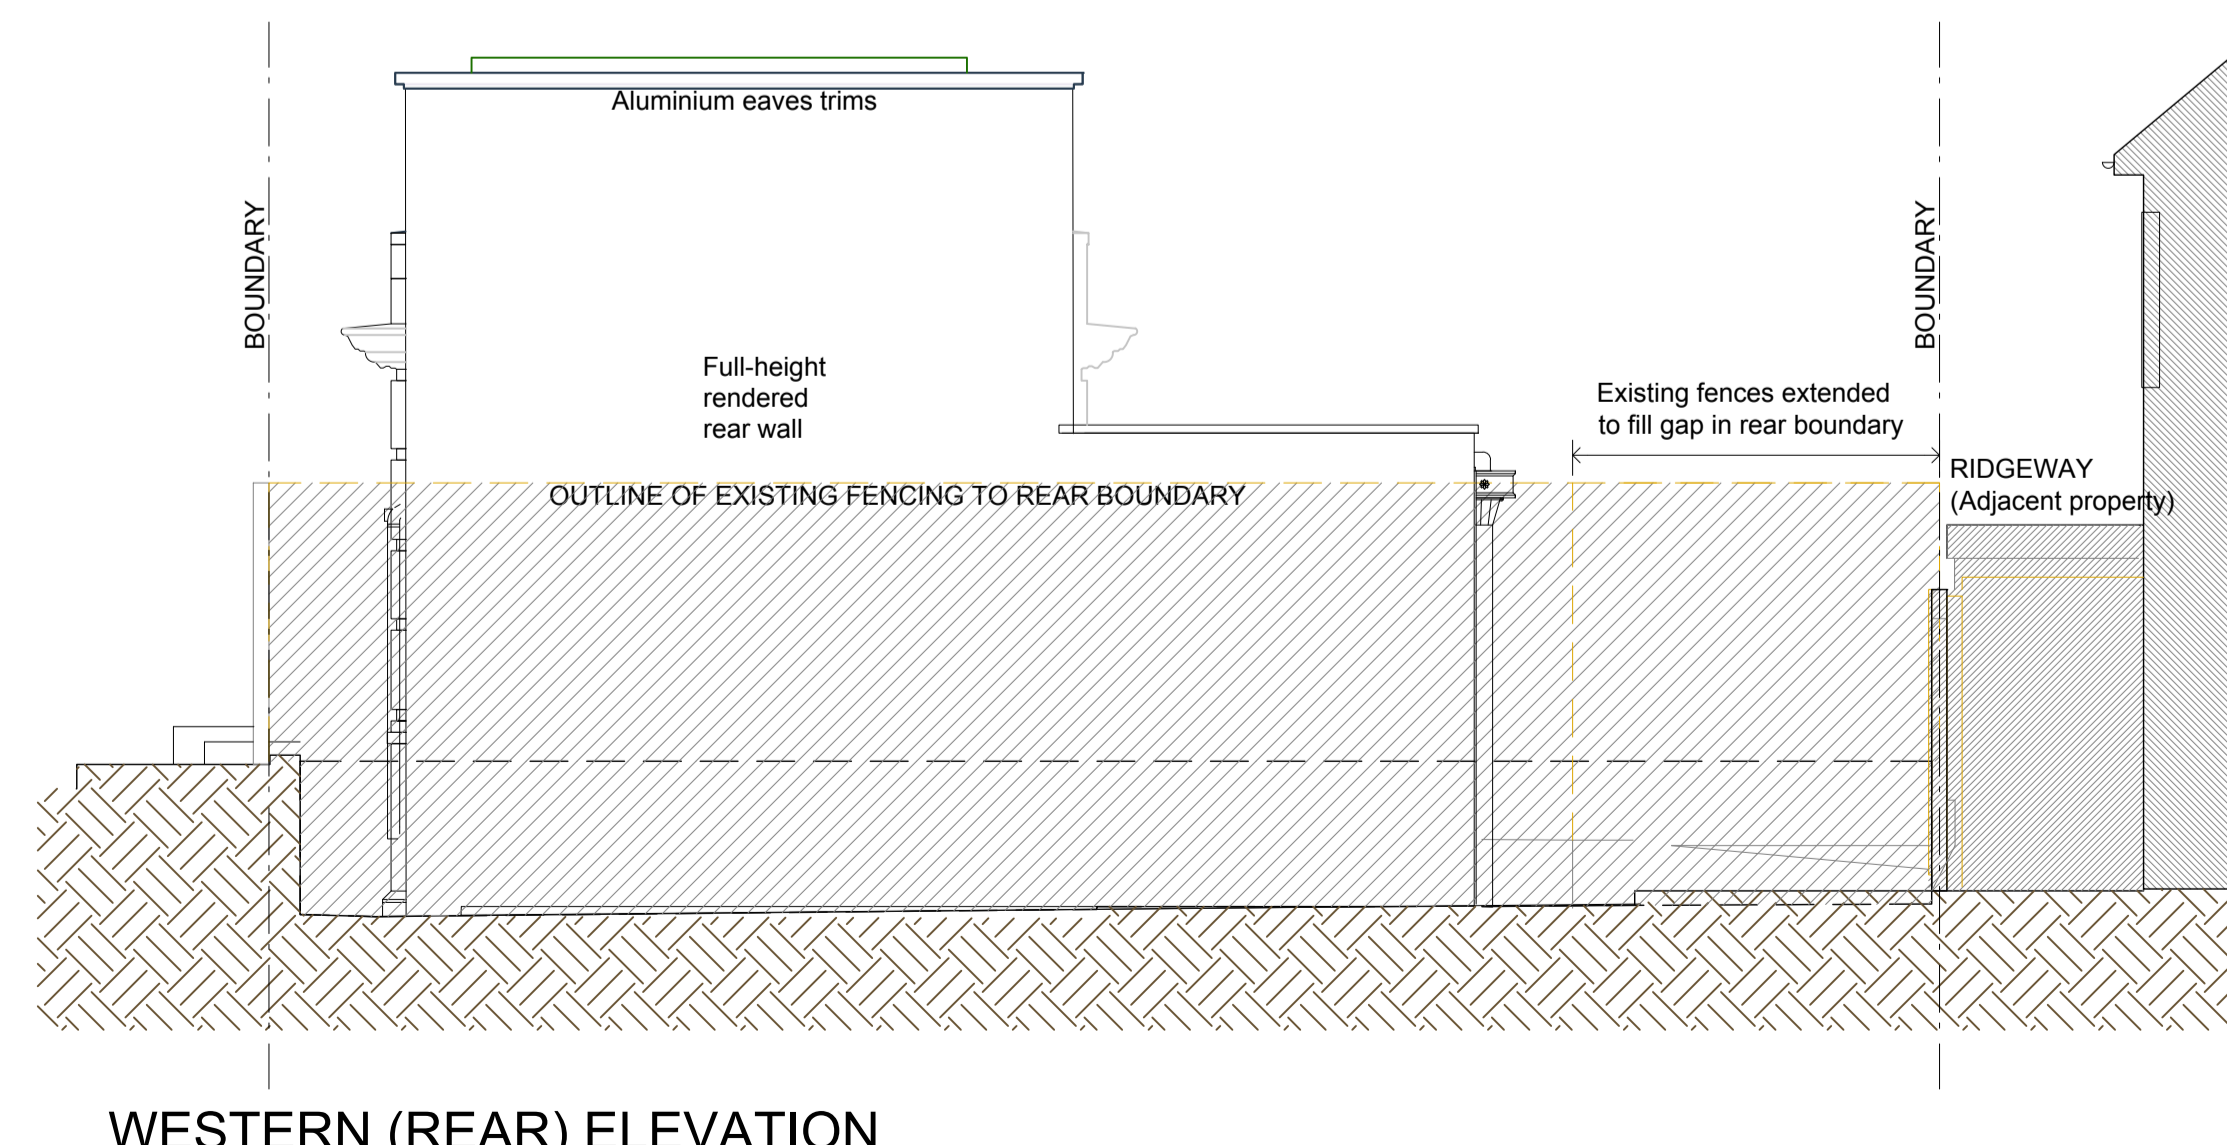 Aluminium eaves trims
BOUNDARY
BOUNDARY
Full-height
rendered
rear wall
Existing fences extended
to fill gap in rear boundary
RIDGEWAY
(Adjacent property)
OUTLINE OF EXISTING FENCING TO REAR BOUNDARY
WESTERN (REAR) ELEVATION